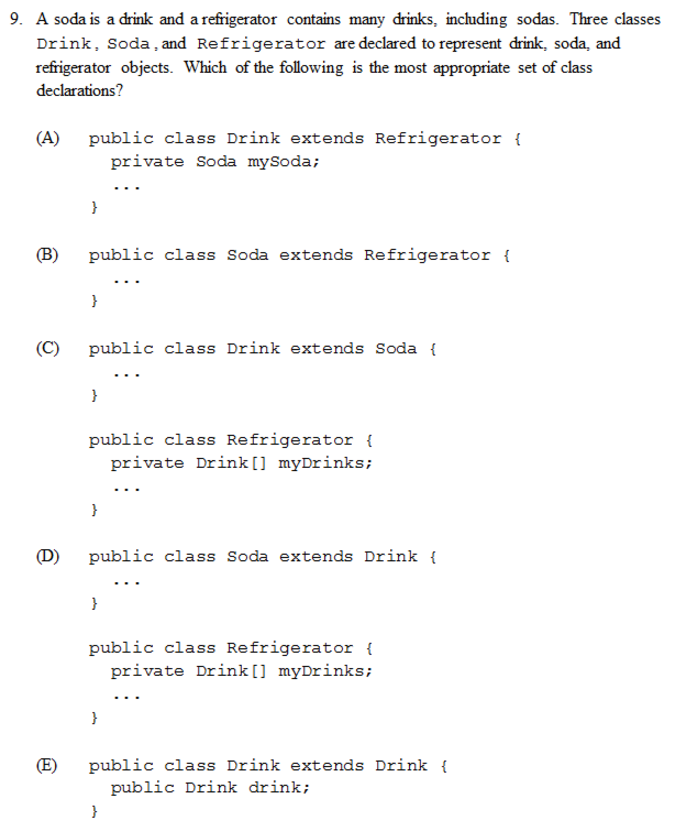 9. A soda is a drink and a refrigerator contains many drinks, including sodas. Three classes
Drink, Soda, and Refrigerator are declared to represent drink, soda, and
refrigerator objects. Which of the following is the most appropriate set of class
declarations?
(A) public class Drink extends Refrigerator {
private Soda mySoda;
...
}
(B) public class Soda extends Refrigerator {
...
}
(C) public class Drink extends Soda {
...
}
public class Refrigerator {
private Drink[] myDrinks;
...
}
(D) public class Soda extends Drink {
...
}
public class Refrigerator {
private Drink[] myDrinks;
...
}
(E) public class Drink extends Drink {
public Drink drink;
}